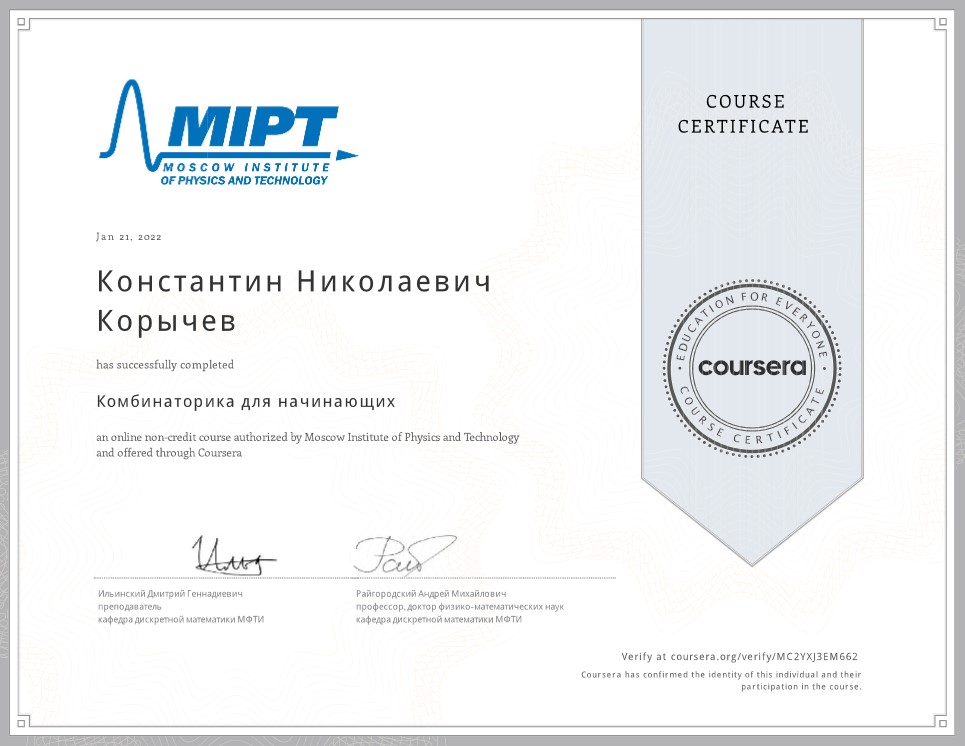 MIPT
MOSCOW INSTITUTE
OF PHYSICS AND TECHNOLOGY
COURSE
CERTIFICATE
Jan 21, 2022
Константин Николаевич
Корычев
has successfully completed
Комбинаторика для начинающих
an online non-credit course authorized by Moscow Institute of Physics and Technology
and offered through Coursera
EDUCATION FOR EVERYONE
coursera
COURSE CERTIFICATE
Ильинский Дмитрий Геннадиевич
преподаватель
кафедра дискретной математики МФТИ
Райгородский Андрей Михайлович
профессор, доктор физико-математических наук
кафедра дискретной математики МФТИ
Verify at coursera.org/verify/MC2YXJ3EM662
Coursera has confirmed the identity of this individual and their
participation in the course.